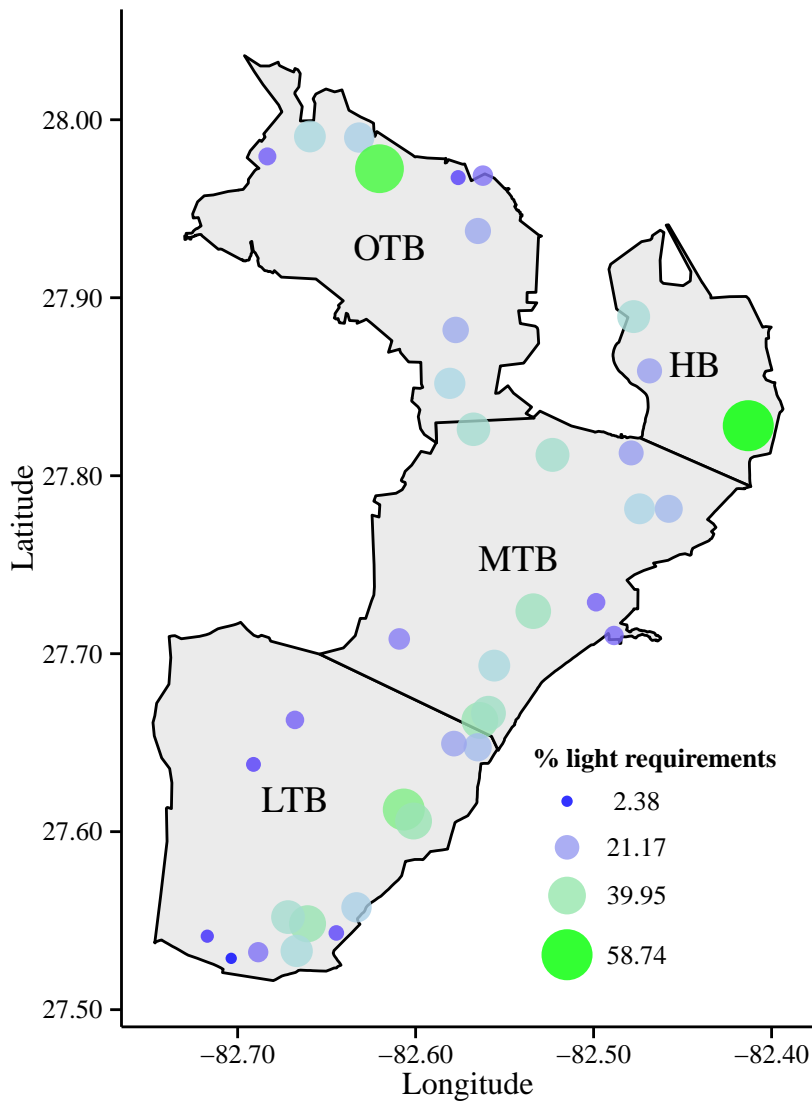 28.00
27.90
27.80
27.70
27.60
27.50
Latitude
OTB
HB
MTB
LTB
% light requirements
2.38
21.17
39.95
58.74
−82.70
−82.60
−82.50
−82.40
Longitude